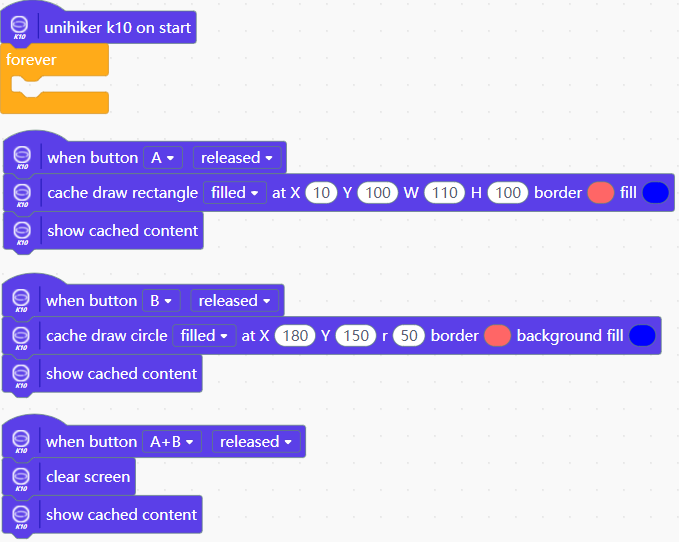 K10 unihiker k10 on start
forever
K10 when button A released
K10 cache draw rectangle filled at X 10 Y 100 W 110 H 100 border fill
K10 show cached content
K10 when button B released
K10 cache draw circle filled at X 180 Y 150 r 50 border background fill
K10 show cached content
K10 when button A+B released
K10 clear screen
K10 show cached content